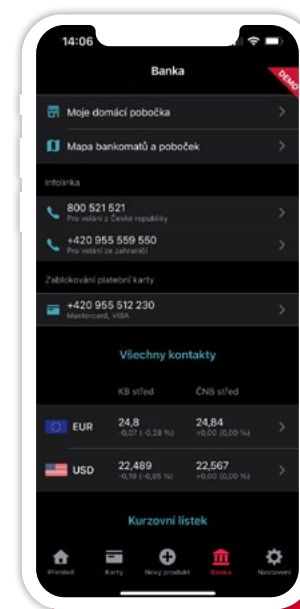 14:06
Banka
DEMO
Moje domácí pobočka
Mapa bankomatů a poboček
Infolinka
800 521 521
Pro volání z České republiky
+420 955 559 550
Pro volání ze zahraničí
Zablokování platební karty
+420 955 512 230
Mastercard, VISA
Všechny kontakty
KB střed ČNB střed
EUR 24,8 24,84
-0,07 (-0,28 %) +0,00 (0,00 %)
USD 22,489 22,567
-0,19 (-0,85 %) +0,00 (0,00 %)
Kurzovní lístek
Přehled Karty Nový produkt Banka Nastavení